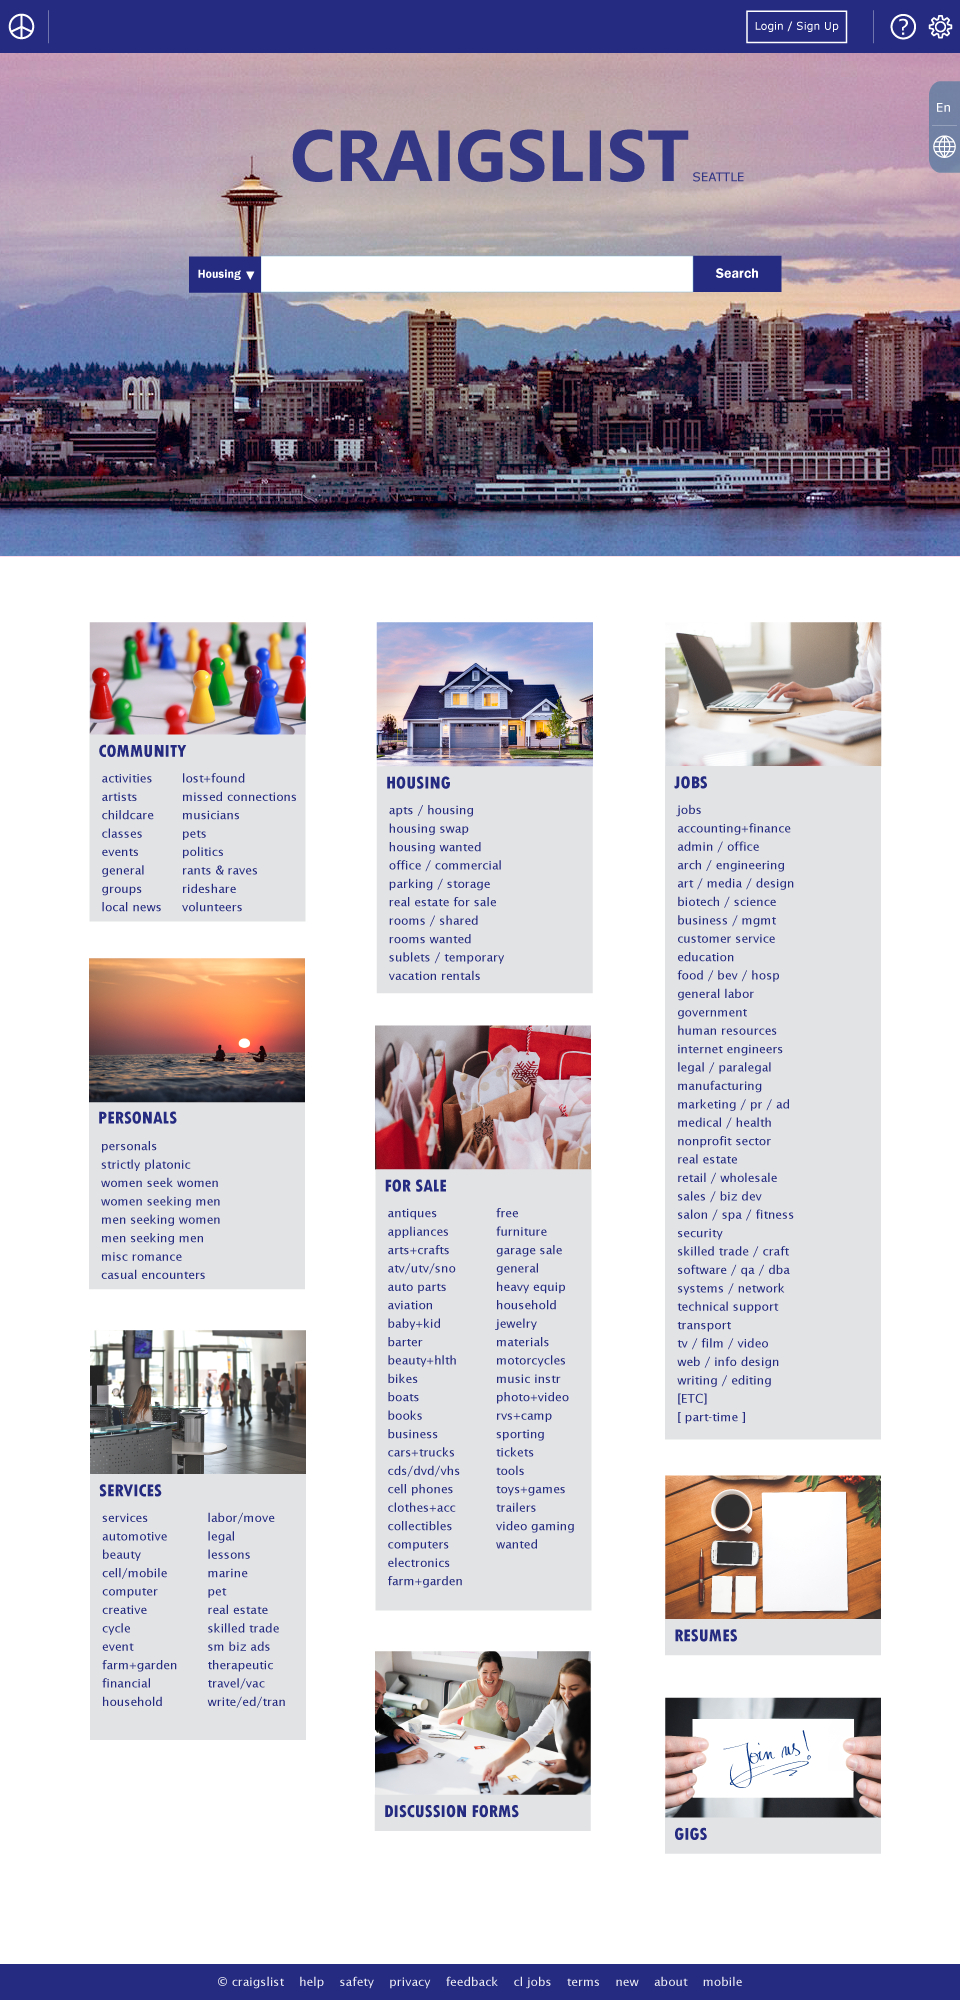 Login / Sign Up
En
CRAIGSLIST
SEATTLE
Housing ▼
Search
COMMUNITY
activities
artists
childcare
classes
events
general
groups
local news
lost+found
missed connections
musicians
pets
politics
rants & raves
rideshare
volunteers
PERSONALS
personals
strictly platonic
women seek women
women seeking men
men seeking women
men seeking men
misc romance
casual encounters
SERVICES
services
automotive
beauty
cell/mobile
computer
creative
cycle
event
farm+garden
financial
household
labor/move
legal
lessons
marine
pet
real estate
skilled trade
sm biz ads
therapeutic
travel/vac
write/ed/tran
HOUSING
apts / housing
housing swap
housing wanted
office / commercial
parking / storage
real estate for sale
rooms / shared
rooms wanted
sublets / temporary
vacation rentals
FOR SALE
antiques
appliances
arts+crafts
atv/utv/sno
auto parts
aviation
baby+kid
barter
beauty+hlth
bikes
boats
books
business
cars+trucks
cds/dvd/vhs
cell phones
clothes+acc
collectibles
computers
electronics
farm+garden
free
furniture
garage sale
general
heavy equip
household
jewelry
materials
motorcycles
music instr
photo+video
rvs+camp
sporting
tickets
tools
toys+games
trailers
video gaming
wanted
DISCUSSION FORMS
JOBS
jobs
accounting+finance
admin / office
arch / engineering
art / media / design
biotech / science
business / mgmt
customer service
education
food / bev / hosp
general labor
government
human resources
internet engineers
legal / paralegal
manufacturing
marketing / pr / ad
medical / health
nonprofit sector
real estate
retail / wholesale
sales / biz dev
salon / spa / fitness
security
skilled trade / craft
software / qa / dba
systems / network
technical support
transport
tv / film / video
web / info design
writing / editing
[ETC]
[ part-time ]
RESUMES
Join us!
GIGS
© craigslist help safety privacy feedback cl jobs terms new about mobile